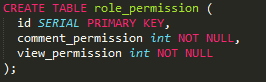 CREATE TABLE role_permission (
  id SERIAL PRIMARY KEY,
  comment_permission int NOT NULL,
  view_permission int NOT NULL
);